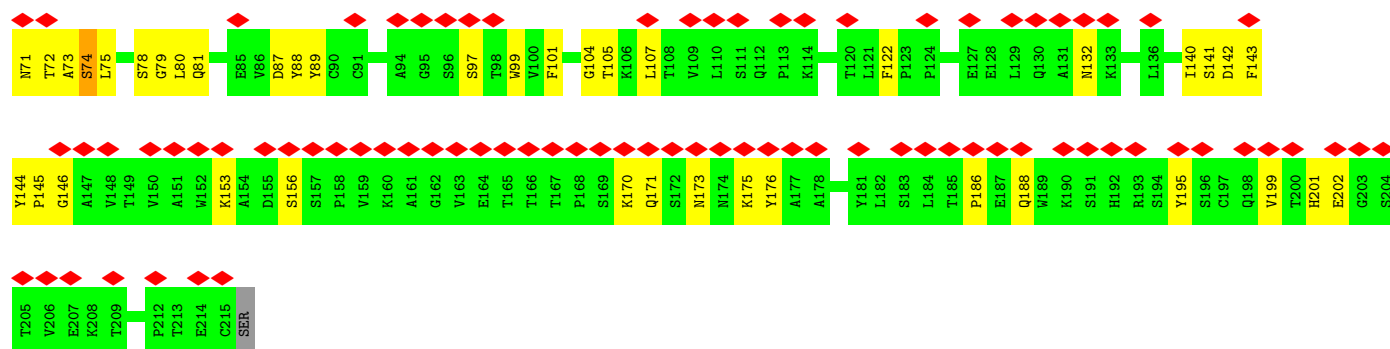 N71 T72 A73 S74 L75 S78 G79 L80 Q81 E85 V86 D87 Y88 Y89 C90 C91 A94 G95 S96 S97 T98 W99 V100 F101 G104 T105 K106 L107 T108 V109 L110 S111 Q112 P113 K114 T120 L121 F122 P123 P124 E127 E128 L129 Q130 A131 N132 K133 L136 I140 S141 D142 F143
Y144 P145 G146 A147 V148 T149 V150 A151 W152 K153 A154 D155 S156 S157 P158 V159 K160 A161 G162 V163 E164 T165 T166 T167 P168 S169 K170 Q171 S172 N173 N174 K175 Y176 A177 A178 Y181 L182 S183 L184 T185 P186 E187 Q188 W189 K190 S191 H192 R193 S194 Y195 S196 C197 Q198 V199 T200 H201 E202 G203 S204
T205 V206 E207 K208 T209 P212 T213 E214 C215 SER